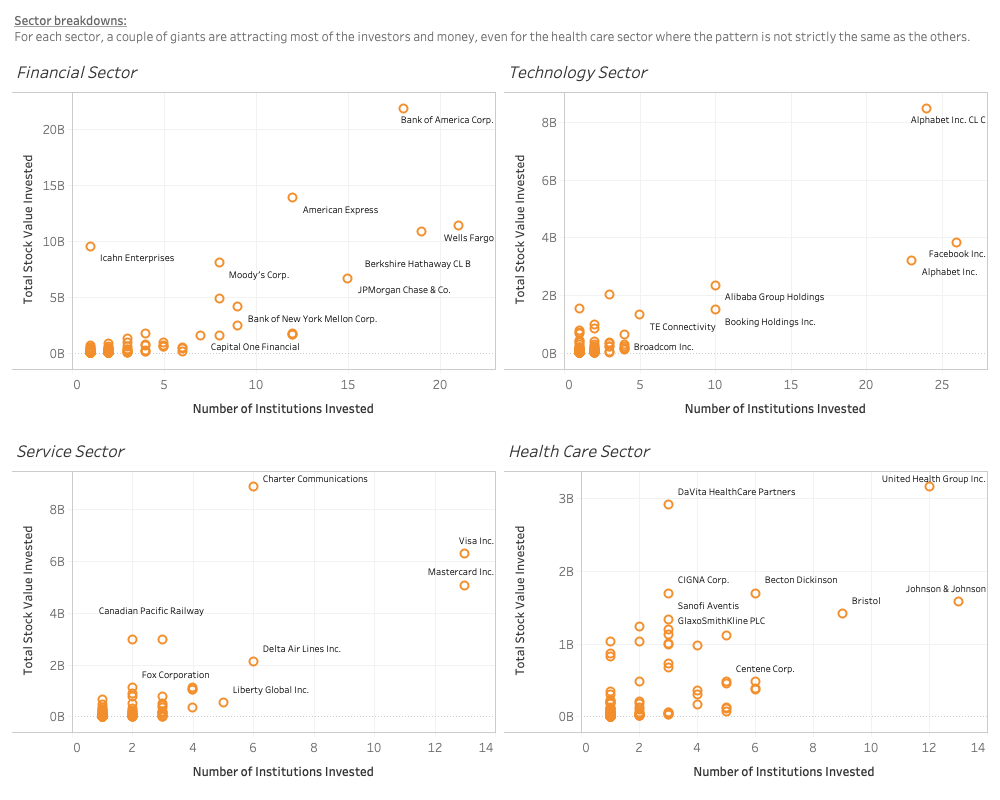 Sector breakdowns:
For each sector, a couple of giants are attracting most of the investors and money, even for the health care sector where the pattern is not strictly the same as the others.
Financial Sector
Total Stock Value Invested
20B
15B
10B
5B
0B
Bank of America Corp.
American Express
Wells Fargo
Icahn Enterprises
Berkshire Hathaway CL B
Moody's Corp.
JPMorgan Chase & Co.
Bank of New York Mellon Corp.
Capital One Financial
0 5 10 15 20
Number of Institutions Invested
Technology Sector
Total Stock Value Invested
8B
6B
4B
2B
0B
Alphabet Inc. CL C
Facebook Inc.
Alphabet Inc.
Alibaba Group Holdings
Booking Holdings Inc.
TE Connectivity
Broadcom Inc.
0 5 10 15 20 25
Number of Institutions Invested
Service Sector
Total Stock Value Invested
8B
6B
4B
2B
0B
Charter Communications
Visa Inc.
Mastercard Inc.
Canadian Pacific Railway
Delta Air Lines Inc.
Fox Corporation
Liberty Global Inc.
0 2 4 6 8 10 12 14
Number of Institutions Invested
Health Care Sector
Total Stock Value Invested
3B
2B
1B
0B
United Health Group Inc.
DaVita HealthCare Partners
CIGNA Corp.
Becton Dickinson
Johnson & Johnson
Bristol
Sanofi Aventis
GlaxoSmithKline PLC
Centene Corp.
0 2 4 6 8 10 12 14
Number of Institutions Invested